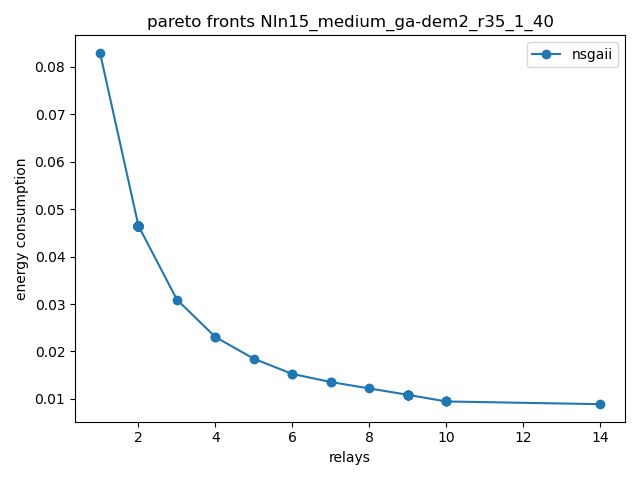 pareto fronts NIn15_medium_ga-dem2_r35_1_40
nsgaii
energy consumption
0.08
0.07
0.06
0.05
0.04
0.03
0.02
0.01
2 4 6 8 10 12 14
relays